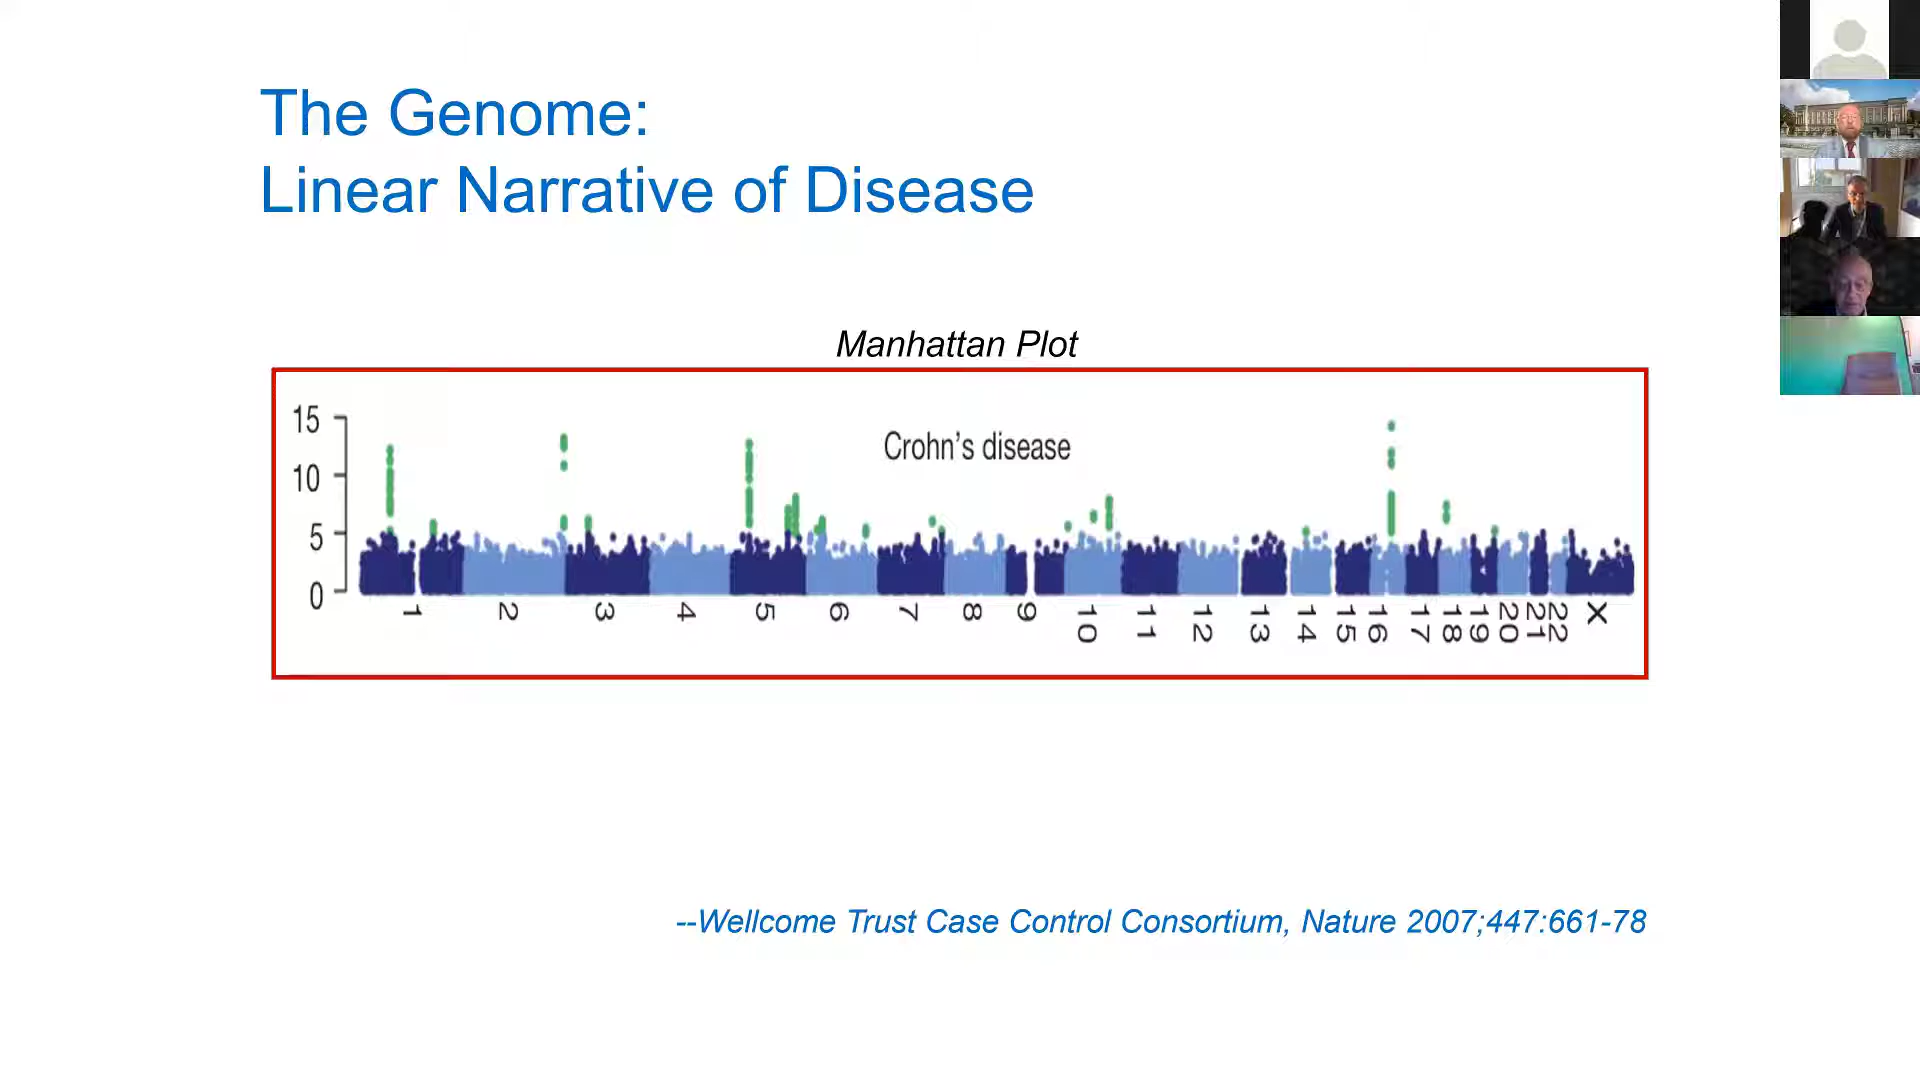 The Genome:
Linear Narrative of Disease
Manhattan Plot
Crohn's disease
15
10
5
0
1 2 3 4 5 6 7 8 9 10 11 12 13 14 15 16 17 18 19 20 21 22 X
--Wellcome Trust Case Control Consortium, Nature 2007;447:661-78